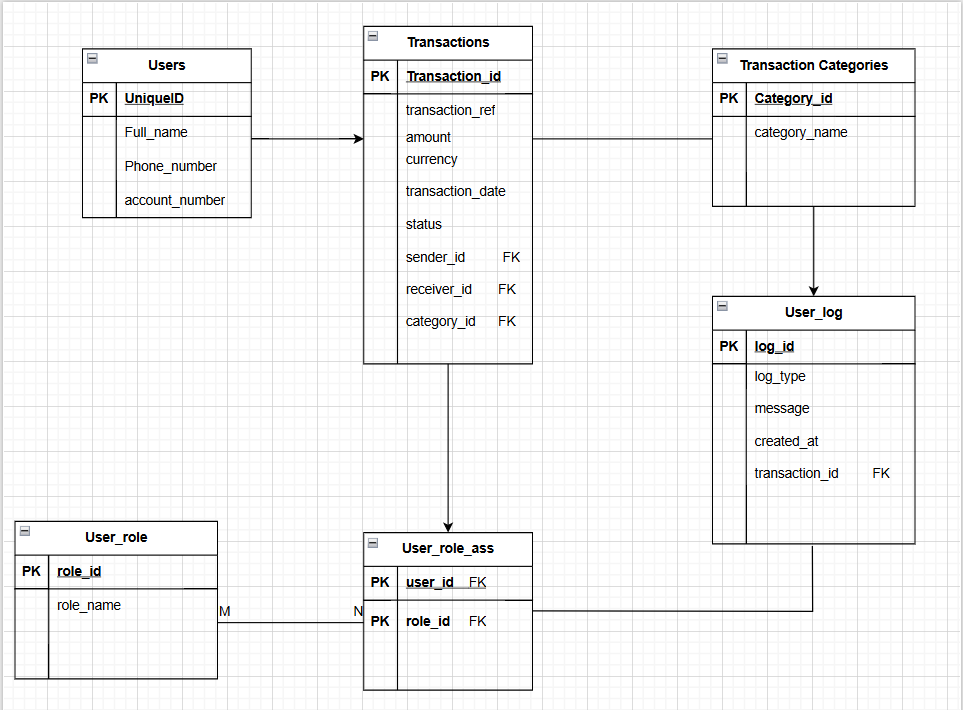 Users
PK UniqueID
Full_name
Phone_number
account_number
Transactions
PK Transaction_id
transaction_ref
amount
currency
transaction_date
status
sender_id FK
receiver_id FK
category_id FK
Transaction Categories
PK Category_id
category_name
User_log
PK log_id
log_type
message
created_at
transaction_id FK
User_role
PK role_id
role_name
M N
User_role_ass
PK user_id FK
PK role_id FK